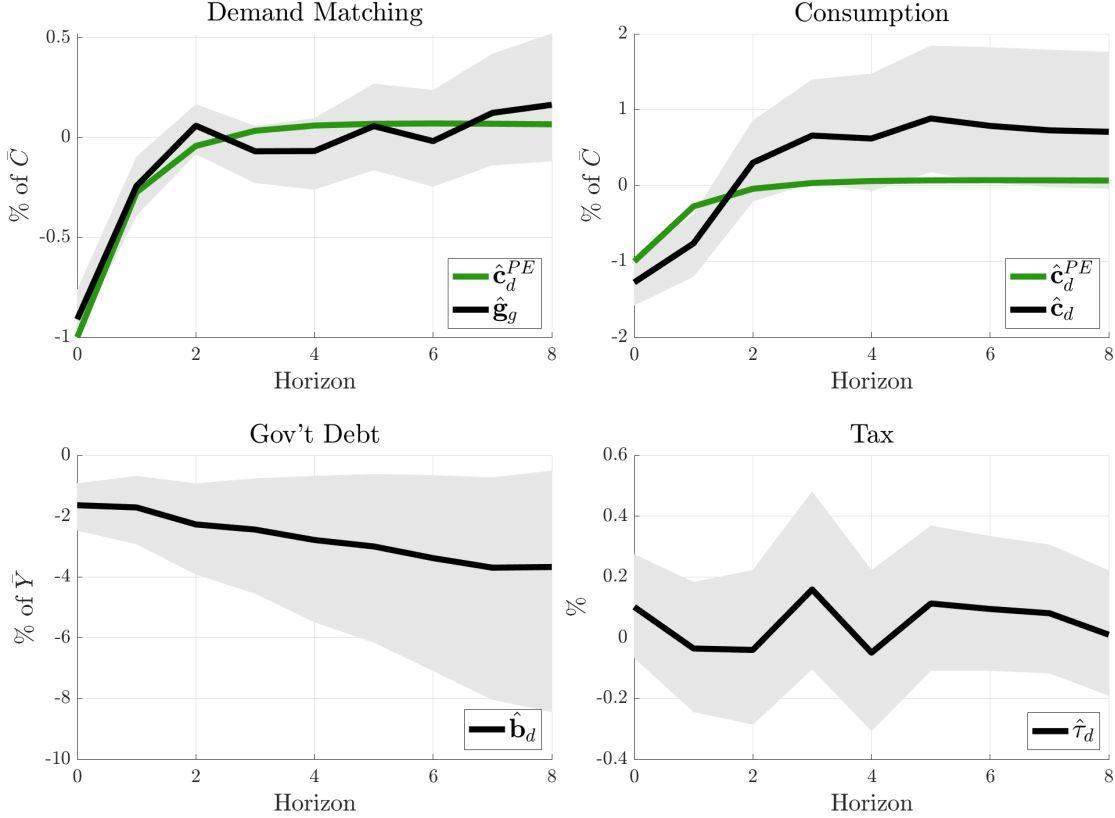 Demand Matching
% of C̄
0.5
0
-0.5
-1
0 2 4 6 8
Horizon
ĉ_d^{PE}
ĝ_g
Consumption
% of C̄
2
1
0
-1
-2
0 2 4 6 8
Horizon
ĉ_d^{PE}
ĉ_d
Gov't Debt
% of Ȳ
0
-2
-4
-6
-8
-10
0 2 4 6 8
Horizon
b̂_d
Tax
%
0.6
0.4
0.2
0
-0.2
-0.4
0 2 4 6 8
Horizon
τ̂_d